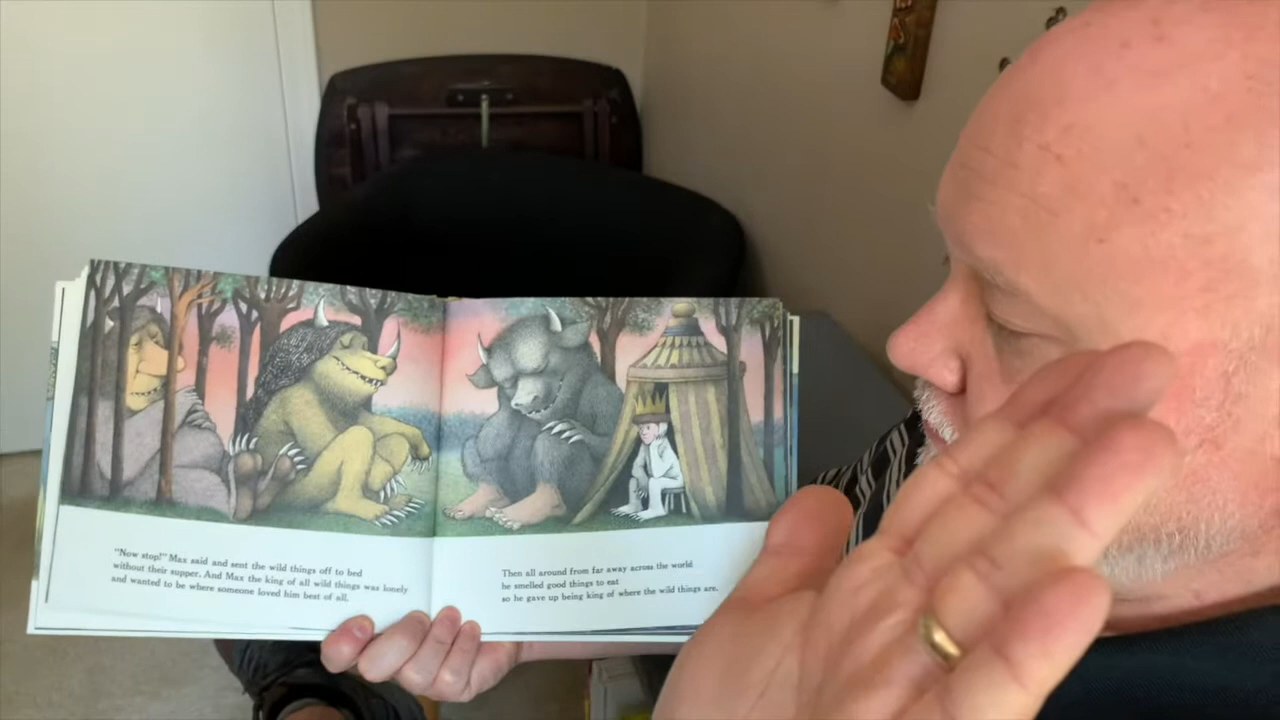 "Now stop!" Max said and sent the wild things off to bed
without their supper. And Max the king of all wild things was lonely
and wanted to be where someone loved him best of all.
Then all around from far away across the world
he smelled good things to eat
so he gave up being king of where the wild things are.